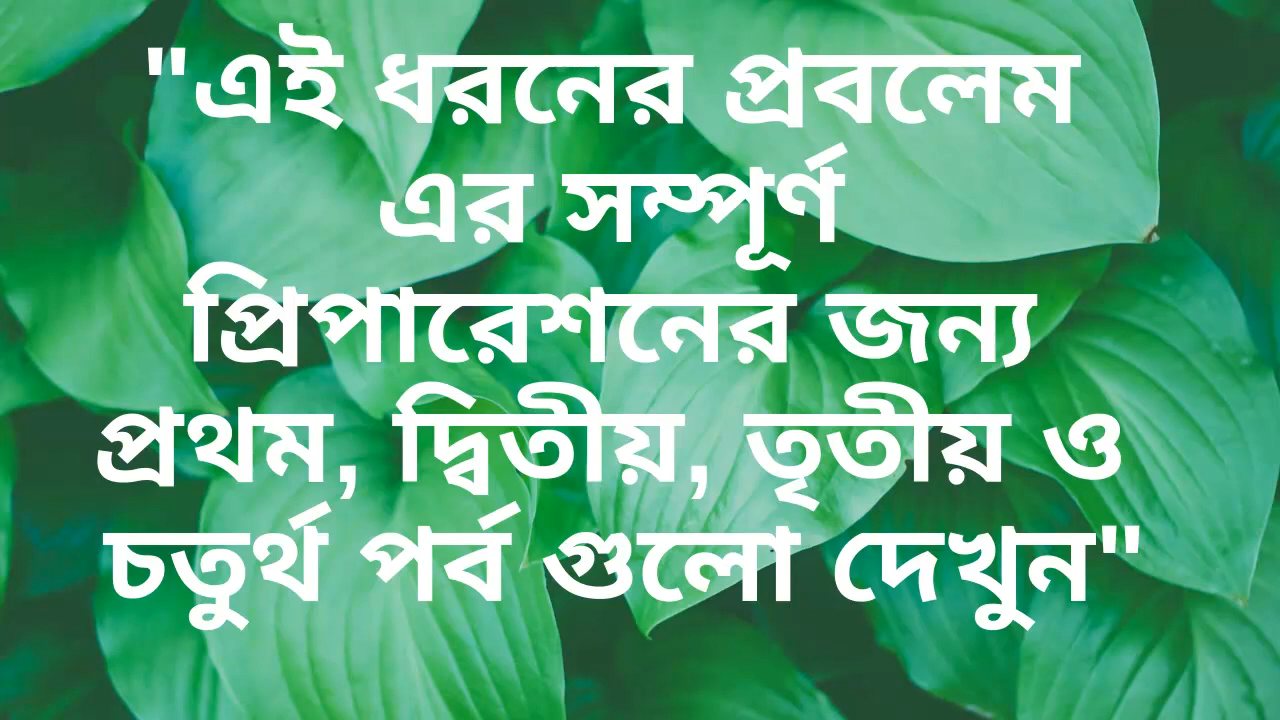 "এই ধরনের প্রবলেম
এর সম্পূর্ণ
প্রিপারেশনের জন্য
প্রথম, দ্বিতীয়, তৃতীয় ও
চতুর্থ পর্ব গুলো দেখুন"